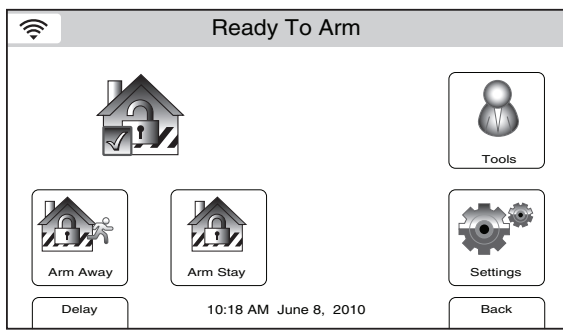 Ready To Arm
Tools
Arm Away
Arm Stay
Settings
Delay
10:18 AM June 8, 2010
Back